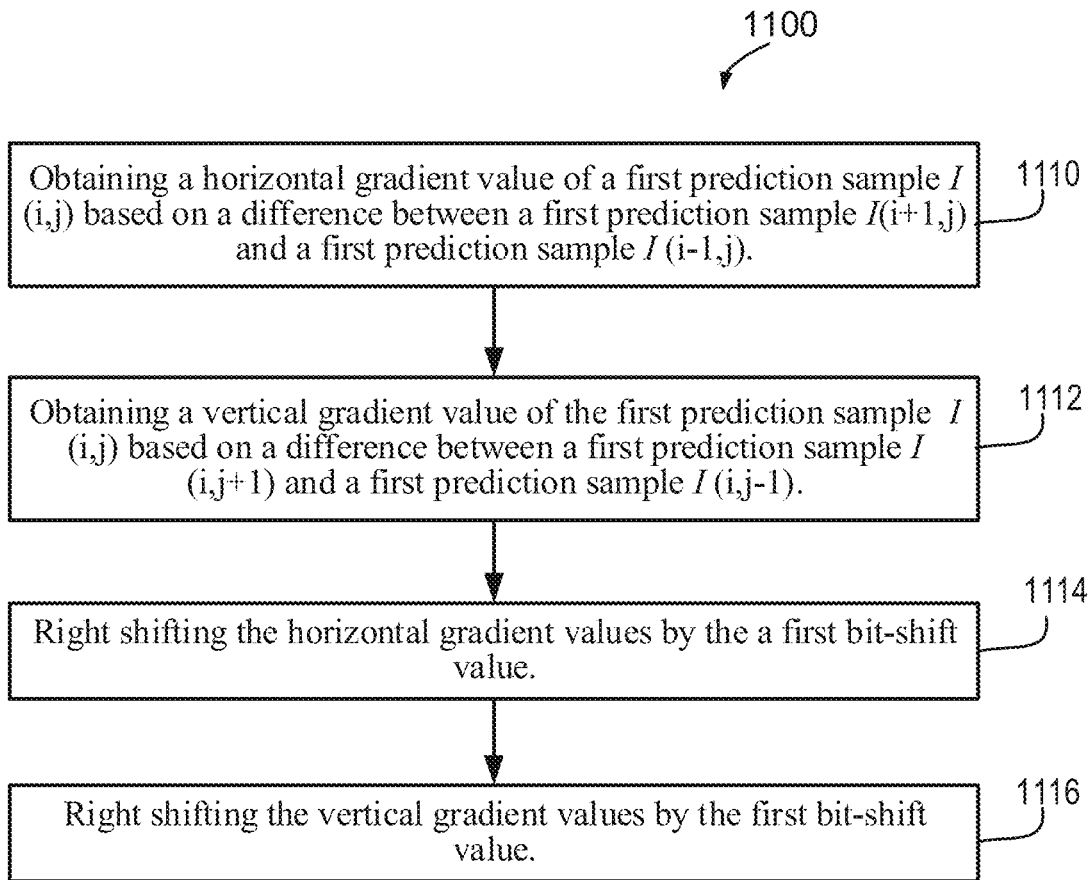 1100
Obtaining a horizontal gradient value of a first prediction sample I
(i,j) based on a difference between a first prediction sample I(i+1,j)
and a first prediction sample I (i-1,j).
1110
Obtaining a vertical gradient value of the first prediction sample I
(i,j) based on a difference between a first prediction sample I
(i,j+1) and a first prediction sample I (i,j-1).
1112
Right shifting the horizontal gradient values by the a first bit-shift
value.
1114
Right shifting the vertical gradient values by the first bit-shift
value.
1116